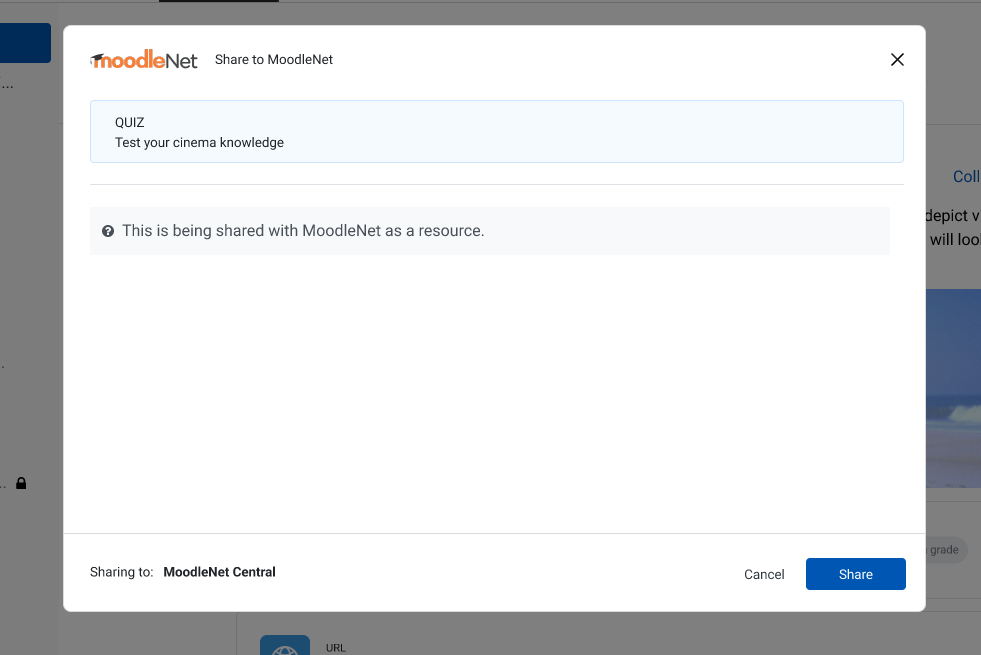 moodleNet Share to MoodleNet
QUIZ
Test your cinema knowledge
This is being shared with MoodleNet as a resource.
Coll
depict v
will look
grade
Sharing to: MoodleNet Central
Cancel Share
URL